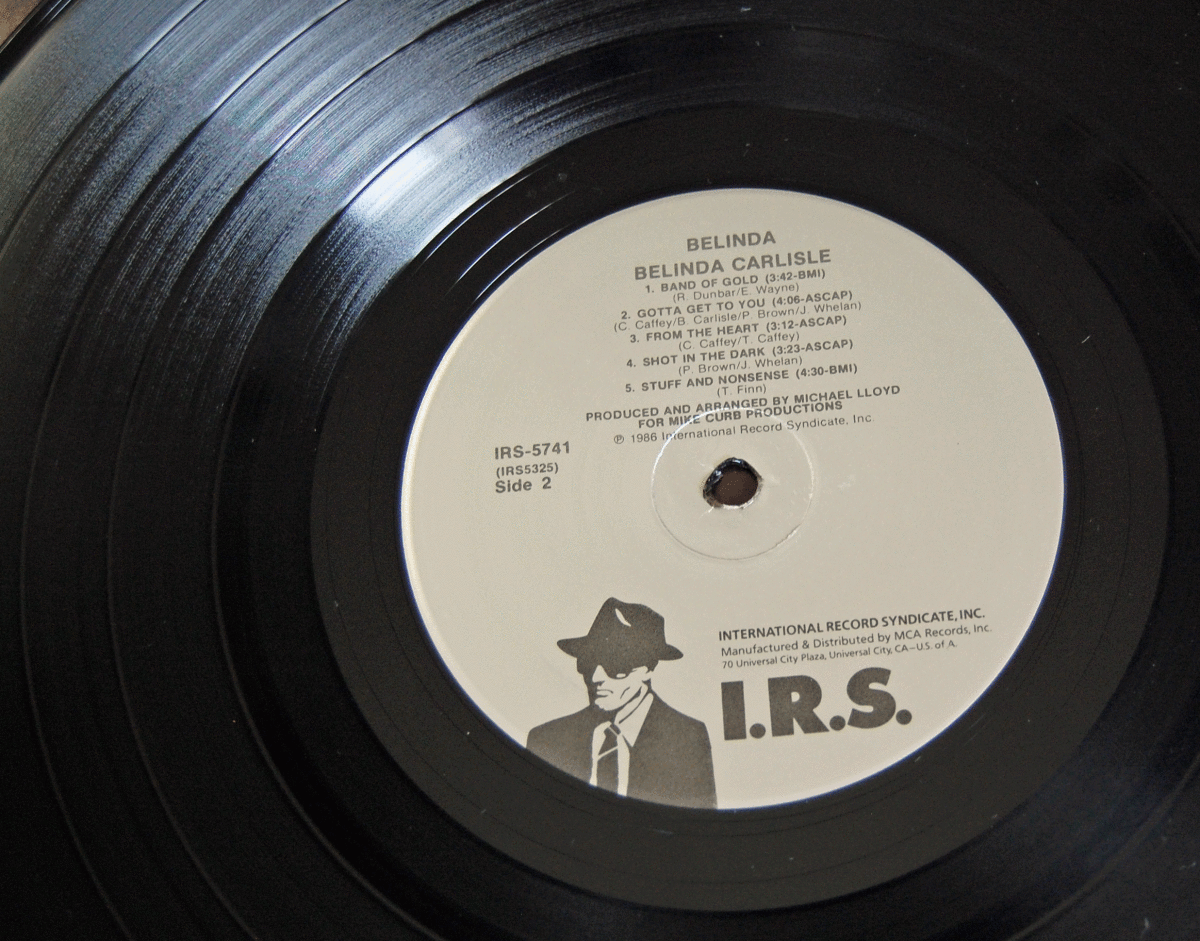 BELINDA
BELINDA CARLISLE
1. BAND OF GOLD (3:42-BMI)
(R. Dunbar/E. Wayne)
2. GOTTA GET TO YOU (4:06-ASCAP)
(C. Caffey/B. Carlisle/P. Brown/J. Whelan)
3. FROM THE HEART (3:12-ASCAP)
(C. Caffey/T. Caffey)
4. SHOT IN THE DARK (3:23-ASCAP)
(P. Brown/J. Whelan)
5. STUFF AND NONSENSE (4:30-BMI)
(T. Finn)
PRODUCED AND ARRANGED BY MICHAEL LLOYD
FOR MIKE CURB PRODUCTIONS
℗ 1986 International Record Syndicate, Inc.
IRS-5741
(IRS5325)
Side 2
INTERNATIONAL RECORD SYNDICATE, INC.
Manufactured & Distributed by MCA Records, Inc.
70 Universal City Plaza, Universal City, CA–U.S. of A.
I.R.S.